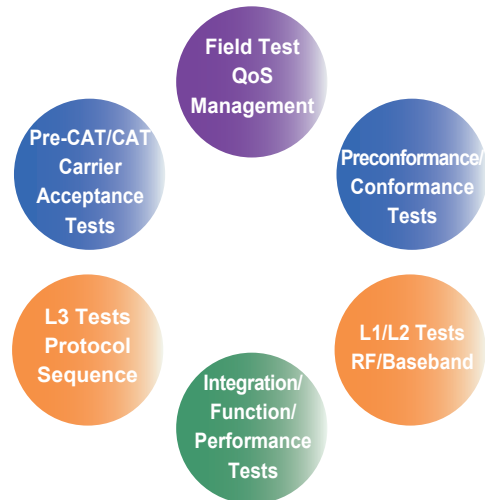 Field Test
QoS
Management
Pre-CAT/CAT
Carrier
Acceptance
Tests
Preconformance/
Conformance
Tests
L3 Tests
Protocol
Sequence
L1/L2 Tests
RF/Baseband
Integration/
Function/
Performance
Tests